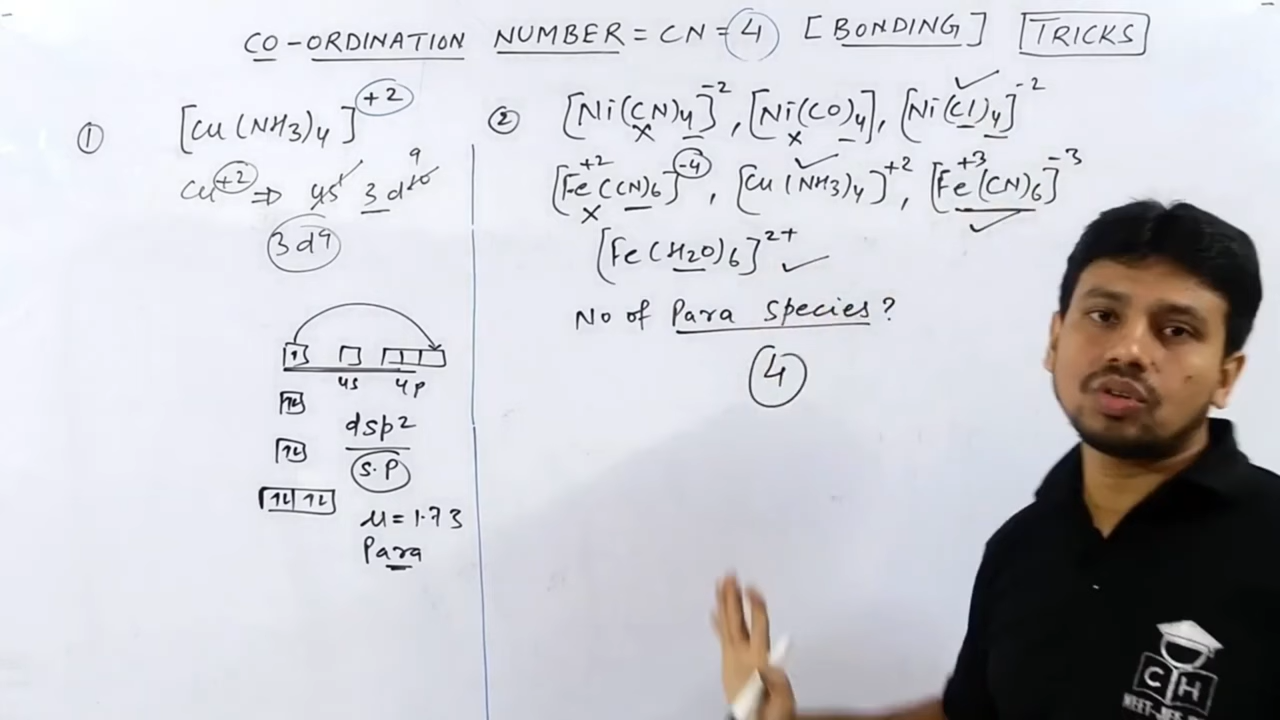 CO-ORDINATION NUMBER = CN = 4 [BONDING] TRICKS
① [Cu(NH3)4]+2
Cu+2 ⇒ 4s1 3d10 9
3d9
4s 4p
dsp2
S.P
μ = 1.73
Para
② [Ni(CN)4]-2, [Ni(CO)4], [Ni(Cl)4]-2
[Fe+2(CN)6]-4, [Cu(NH3)4]+2, [Fe+3(CN)6]-3
[Fe(H2O)6]2+
No of Para Species?
4
CH
NEET-JEE